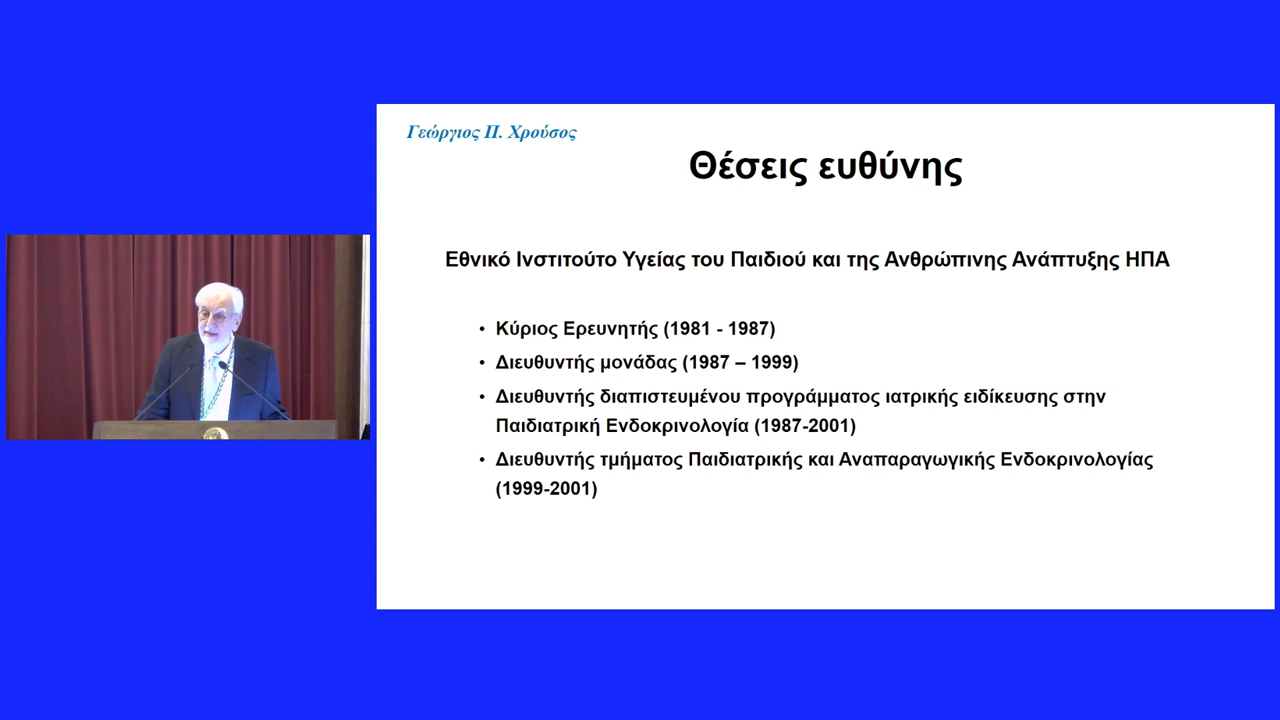 Γεώργιος Π. Χρούσος
Θέσεις ευθύνης
Εθνικό Ινστιτούτο Υγείας του Παιδιού και της Ανθρώπινης Ανάπτυξης ΗΠΑ
• Κύριος Ερευνητής (1981 - 1987)
• Διευθυντής μονάδας (1987 – 1999)
• Διευθυντής διαπιστευμένου προγράμματος ιατρικής ειδίκευσης στην
Παιδιατρική Ενδοκρινολογία (1987-2001)
• Διευθυντής τμήματος Παιδιατρικής και Αναπαραγωγικής Ενδοκρινολογίας
(1999-2001)